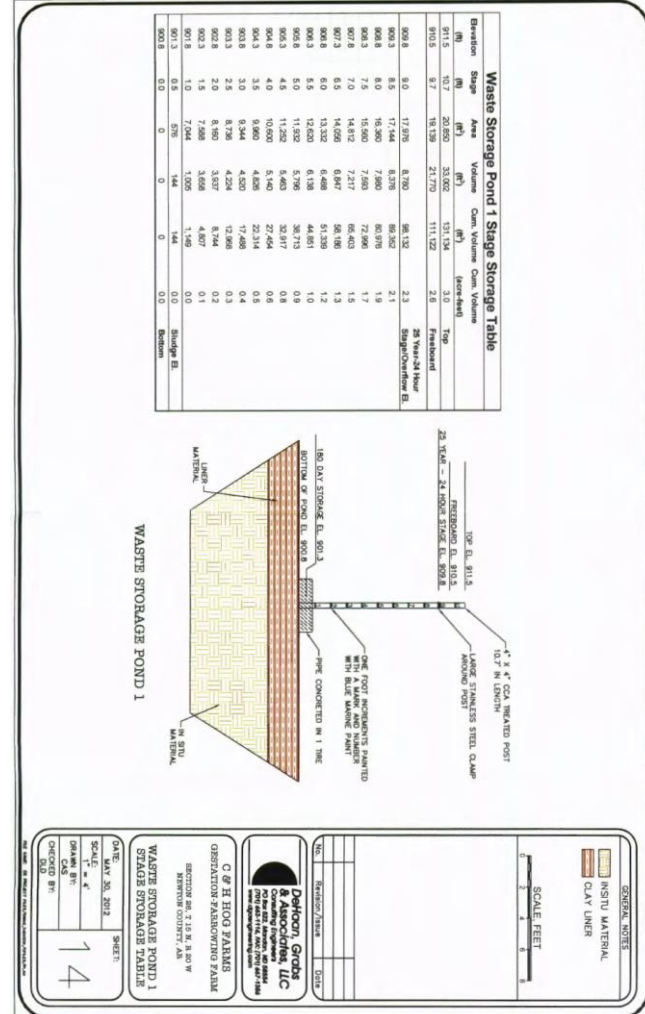 Waste Storage Pond 1 Stage Storage Table
Elevation Stage Area Volume Cum. Volume Cum. Volume
(ft) (ft) (ft²) (ft³) (ft³) (acre-feet)
911.5 10.7 20,850 33,002 131,134 3.0 Top
910.5 9.7 19,139 21,770 111,122 2.6 Freeboard
25 Year-24 Hour
909.8 9.0 17,976 8,780 98,132 2.3 Stage/Overflow El.
909.3 8.5 17,144 8,376 89,352 2.1
908.8 8.0 16,360 7,980 80,976 1.9
908.3 7.5 15,560 7,593 72,996 1.7
907.8 7.0 14,812 7,217 65,403 1.5
907.3 6.5 14,056 6,847 58,186 1.3
906.8 6.0 13,332 6,488 51,339 1.2
906.3 5.5 12,620 6,138 44,851 1.0
905.8 5.0 11,932 5,796 38,713 0.9
905.3 4.5 11,252 5,463 32,917 0.8
904.8 4.0 10,600 5,140 27,454 0.6
904.3 3.5 9,960 4,826 22,314 0.5
903.8 3.0 9,344 4,520 17,488 0.4
903.3 2.5 8,736 4,224 12,968 0.3
902.8 2.0 8,160 3,937 8,744 0.2
902.3 1.5 7,588 3,658 4,807 0.1
901.8 1.0 7,044 1,005 1,149 0.0
901.3 0.5 576 144 144 0.0 Sludge El.
900.8 0.0 0 0 0 0.0 Bottom
TOP EL. 911.5
FREEBOARD EL. 910.5
25 YEAR - 24 HOUR STAGE EL. 909.8
4" X 4" CCA TREATED POST
10.7' IN LENGTH
LARGE STAINLESS STEEL CLAMP
AROUND POST
ONE FOOT INCREMENTS PAINTED
WITH A MARK AND NUMBER
WITH BLUE MARINE PAINT
180 DAY STORAGE EL. 901.3
BOTTOM OF POND EL. 900.8
PIPE CONCRETED IN 1 TIRE
LINER
MATERIAL
IN SITU
MATERIAL
WASTE STORAGE POND 1
GENERAL NOTES
INSITU MATERIAL
CLAY LINER
SCALE, FEET
0 2 4 6 8
No. Revision/Issue Date
DeHaan, Grabs
& Associates, LLC
Consulting Engineers
C & H HOG FARMS
GESTATION-FARROWING FARM
SECTION 26, T 15 N, R 20 W
NEWTON COUNTY, AR
WASTE STORAGE POND 1
STAGE STORAGE TABLE
DATE: MAY 30, 2012
SHEET:
SCALE: 1" = 4'
DRAWN BY: CAS
CHECKED BY: DLD
14